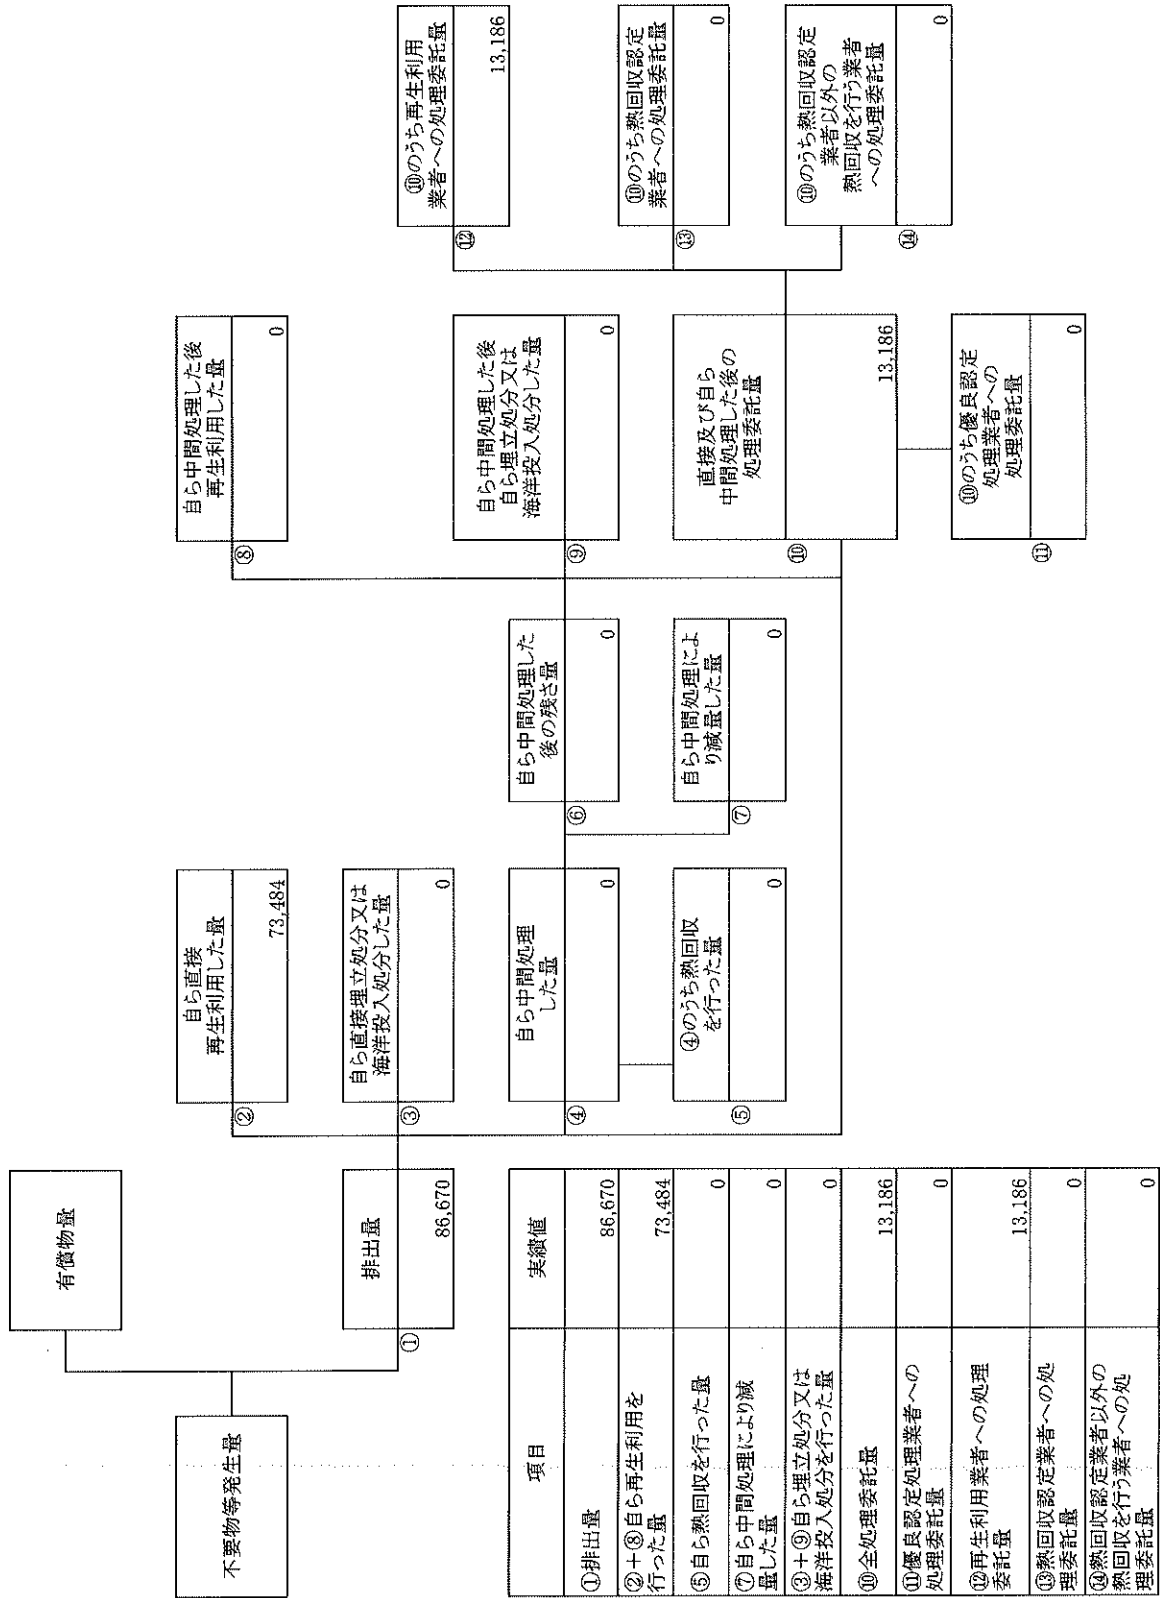 不要物等発生量
有償物量
排出量
①
86,670
自ら直接
再生利用した量
②
73,484
自ら直接埋立処分又は
海洋投入処分した量
③
0
自ら中間処理
した量
④
0
④のうち熱回収
を行った量
⑤
0
自ら中間処理した
後の残さ量
⑥
0
自ら中間処理によ
り減量した量
⑦
0
自ら中間処理した後
再生利用した量
⑧
0
自ら中間処理した後
自ら埋立処分又は
海洋投入処分した量
⑨
0
直接及び自ら
中間処理した後の
処理委託量
⑩
13,186
⑩のうち優良認定
処理業者への
処理委託量
⑪
0
⑩のうち再生利用
業者への処理委託量
⑫
13,186
⑩のうち熱回収認定
業者への処理委託量
⑬
0
⑩のうち熱回収認定
業者以外の
熱回収を行う業者
への処理委託量
⑭
0
項目 実績値
①排出量 86,670
②+⑧自ら再生利用を
行った量 73,484
⑤自ら熱回収を行った量 0
⑦自ら中間処理により減
量した量 0
③+⑨自ら埋立処分又は
海洋投入処分を行った量 0
⑩全処理委託量 13,186
⑪優良認定処理業者への
処理委託量 0
⑫再生利用業者への処理
委託量 13,186
⑬熱回収認定業者への処
理委託量 0
⑭熱回収認定業者以外の
熱回収を行う業者への処
理委託量 0